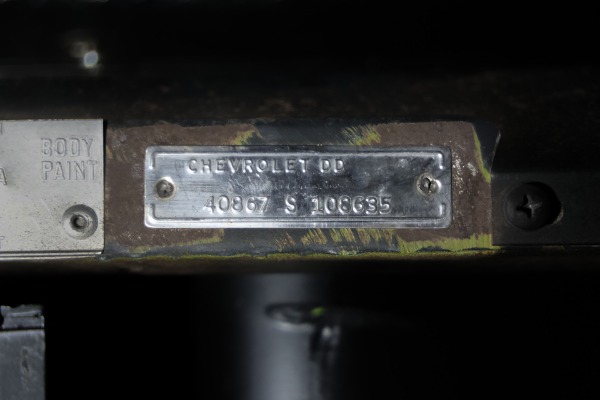 BODY
PAINT
A
CHEVROLET DD
40867 S 108635